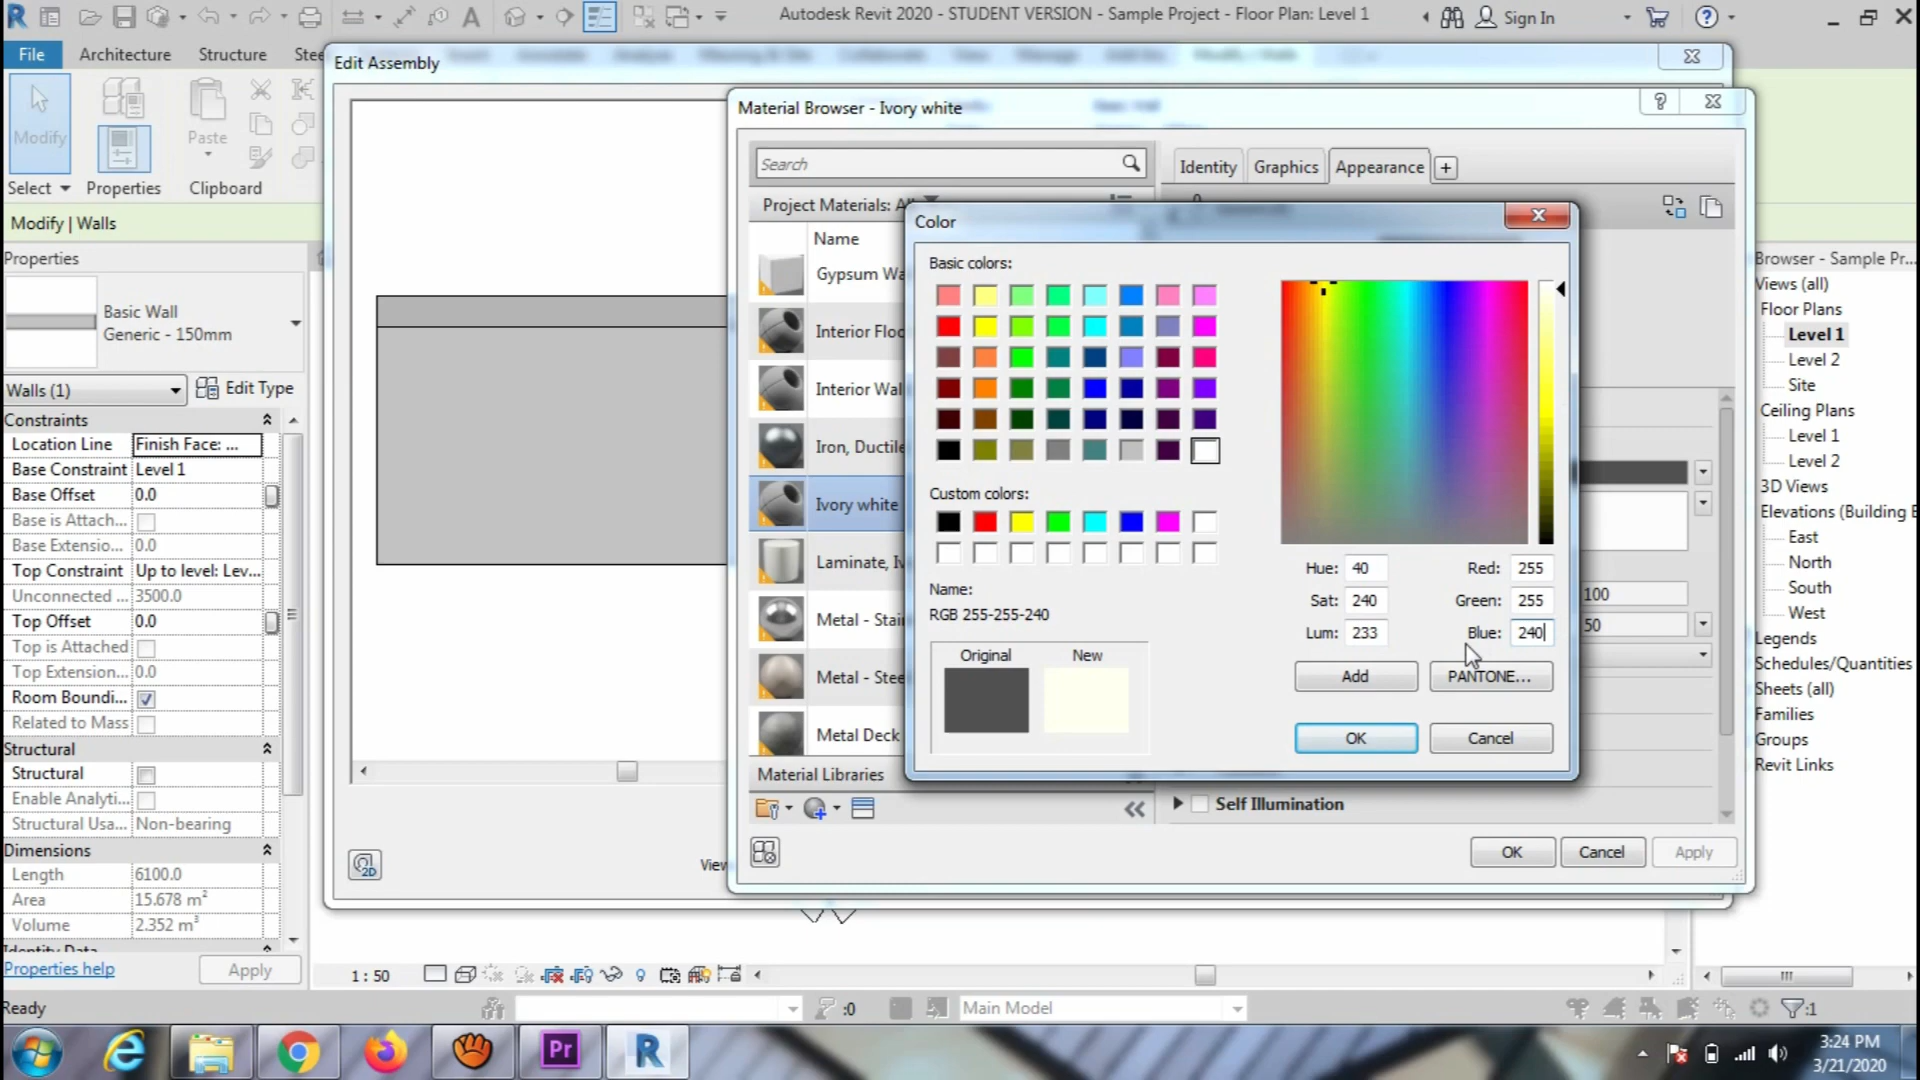 Autodesk Revit 2020 - STUDENT VERSION - Sample Project - Floor Plan: Level 1
Sign In
File
Architecture
Structure
Stee
Modify
Paste
Select
Properties
Clipboard
Modify | Walls
Properties
Basic Wall
Generic - 150mm
Walls (1)
Edit Type
Constraints
Location Line
Finish Face: ...
Base Constraint
Level 1
Base Offset
0.0
Base is Attach...
Base Extensio...
0.0
Top Constraint
Up to level: Lev...
Unconnected ...
3500.0
Top Offset
0.0
Top is Attached
Top Extension...
0.0
Room Boundi...
Related to Mass
Structural
Structural
Enable Analyti...
Structural Usa...
Non-bearing
Dimensions
Length
6100.0
Area
15.678 m²
Volume
2.352 m³
Identity Data
Properties help
Apply
Edit Assembly
View
2D
Material Browser - Ivory white
?
Search
Project Materials: A
Name
Gypsum Wa
Interior Floo
Interior Wal
Iron, Ductile
Ivory white
Laminate, Iv
Metal - Stai
Metal - Stee
Metal Deck
Material Libraries
Identity
Graphics
Appearance
+
100
50
Self Illumination
OK
Cancel
Apply
Color
Basic colors:
Custom colors:
Name:
RGB 255-255-240
Original
New
Hue: 40
Sat: 240
Lum: 233
Red: 255
Green: 255
Blue: 240
Add
PANTONE...
OK
Cancel
Browser - Sample Pr...
Views (all)
Floor Plans
Level 1
Level 2
Site
Ceiling Plans
Level 1
Level 2
3D Views
Elevations (Building E
East
North
South
West
Legends
Schedules/Quantities
Sheets (all)
Families
Groups
Revit Links
1 : 50
Ready
:0
Main Model
:1
Pr
R
3:24 PM
3/21/2020